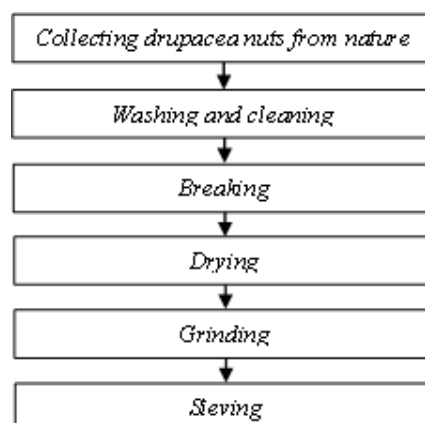 Collecting drupacea nuts from nature
Washing and cleaning
Breaking
Drying
Grinding
Sieving